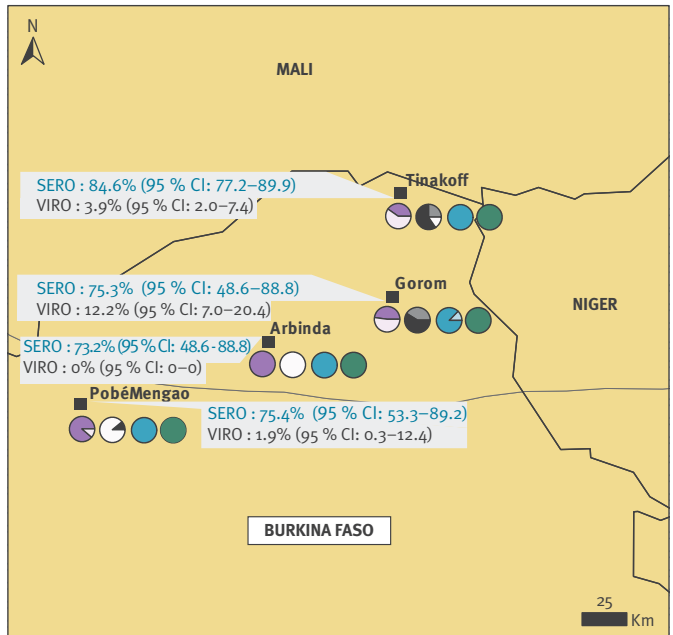 N
MALI
Tinakoff
SERO : 84.6% (95 % CI: 77.2–89.9)
VIRO : 3.9% (95 % CI: 2.0–7.4)
Gorom
SERO : 75.3% (95 % CI: 48.6–88.8)
VIRO : 12.2% (95 % CI: 7.0–20.4)
NIGER
Arbinda
SERO : 73.2% (95 % CI: 48.6-88.8)
VIRO : 0% (95 % CI: 0–0)
PobéMengao
SERO : 75.4% (95 % CI: 53.3–89.2)
VIRO : 1.9% (95 % CI: 0.3–12.4)
BURKINA FASO
25
Km